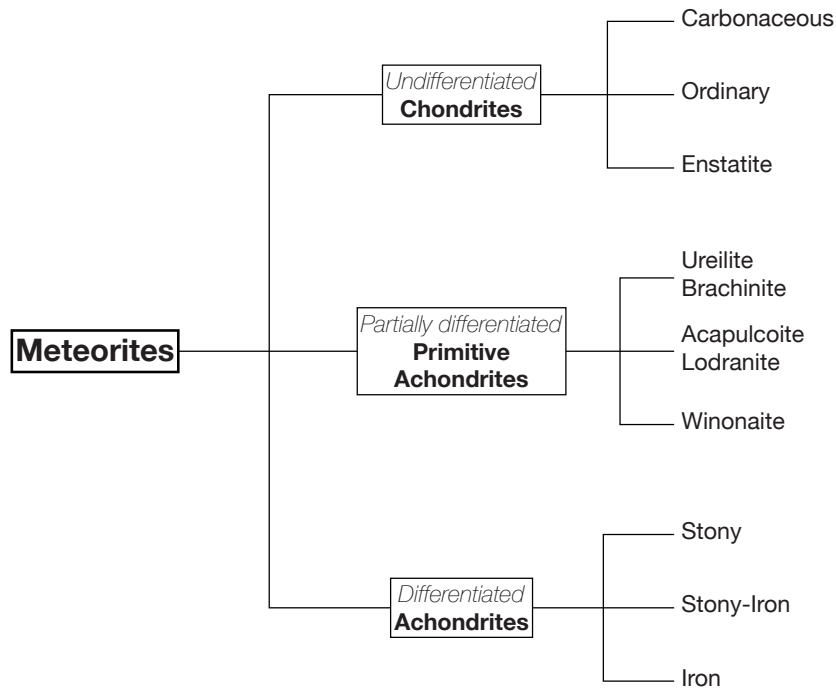 Carbonaceous
Undifferentiated
Chondrites
Ordinary
Enstatite
Ureilite
Brachinite
Meteorites
Partially differentiated
Primitive
Achondrites
Acapulcoite
Lodranite
Winonaite
Stony
Differentiated
Achondrites
Stony-Iron
Iron